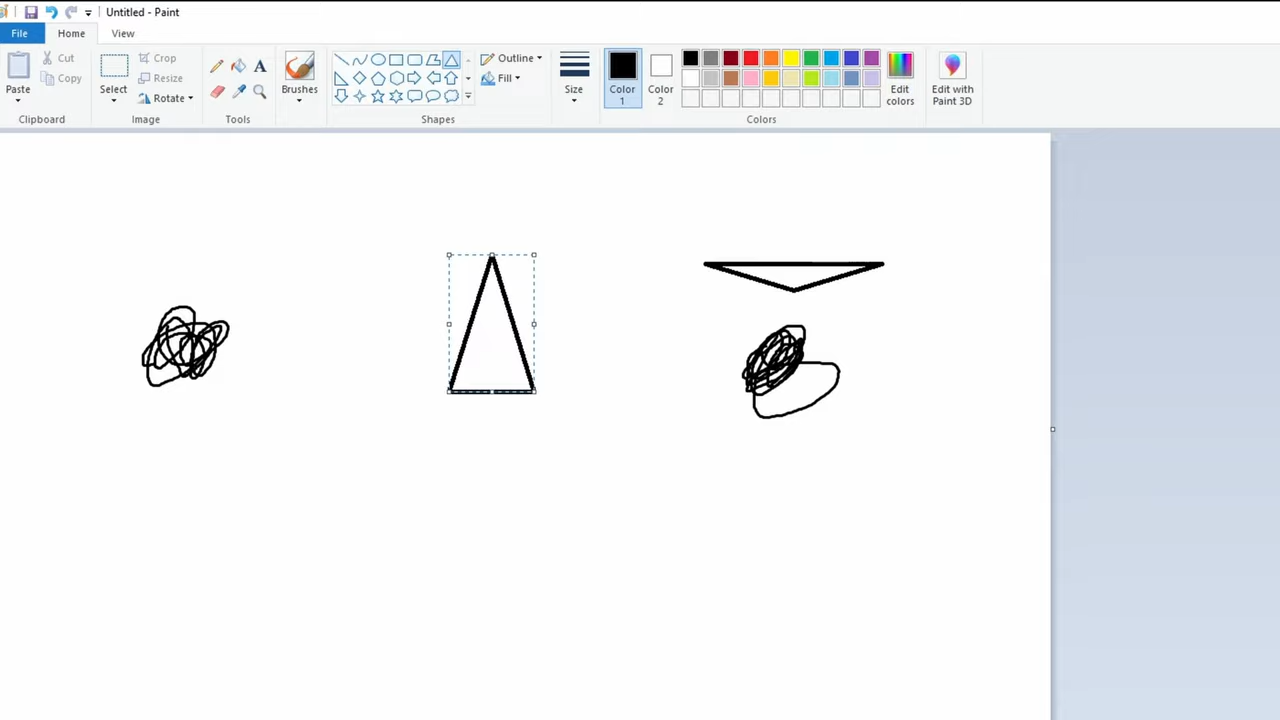 Untitled - Paint
File Home View
Paste
Cut
Copy
Clipboard
Select
Crop
Resize
Rotate
Image
A
Tools
Brushes
Outline
Fill
Shapes
Size
Color 1
Color 2
Edit colors
Colors
Edit with Paint 3D